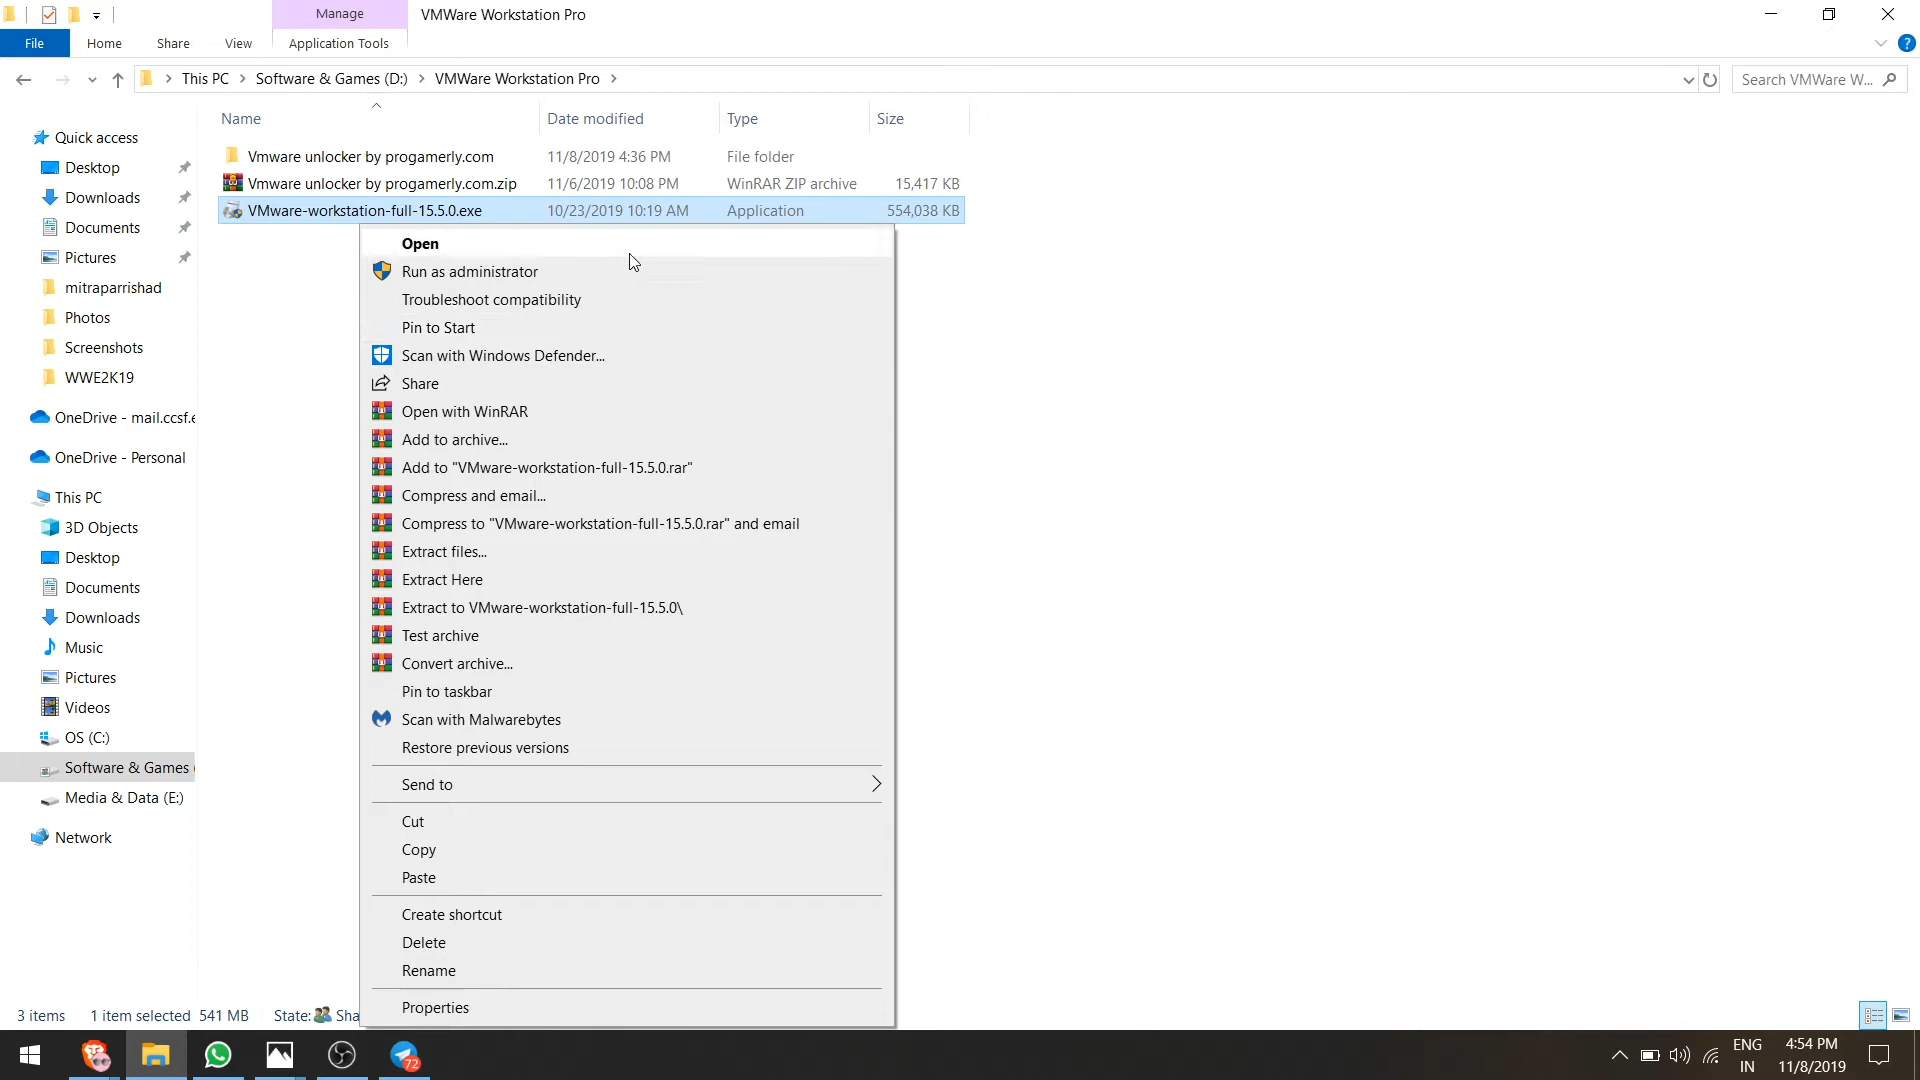 Manage
VMWare Workstation Pro
File
Home
Share
View
Application Tools
This PC
Software & Games (D:)
VMWare Workstation Pro
Search VMWare W...
Name
Date modified
Type
Size
Vmware unlocker by progamerly.com
11/8/2019 4:36 PM
File folder
Vmware unlocker by progamerly.com.zip
11/6/2019 10:08 PM
WinRAR ZIP archive
15,417 KB
VMware-workstation-full-15.5.0.exe
10/23/2019 10:19 AM
Application
554,038 KB
Quick access
Desktop
Downloads
Documents
Pictures
mitraparrishad
Photos
Screenshots
WWE2K19
OneDrive - mail.ccsf.e
OneDrive - Personal
This PC
3D Objects
Desktop
Documents
Downloads
Music
Pictures
Videos
OS (C:)
Software & Games (
Media & Data (E:)
Network
Open
Run as administrator
Troubleshoot compatibility
Pin to Start
Scan with Windows Defender...
Share
Open with WinRAR
Add to archive...
Add to "VMware-workstation-full-15.5.0.rar"
Compress and email...
Compress to "VMware-workstation-full-15.5.0.rar" and email
Extract files...
Extract Here
Extract to VMware-workstation-full-15.5.0\
Test archive
Convert archive...
Pin to taskbar
Scan with Malwarebytes
Restore previous versions
Send to
Cut
Copy
Paste
Create shortcut
Delete
Rename
Properties
3 items
1 item selected 541 MB
State:
Sha
72
ENG
IN
4:54 PM
11/8/2019